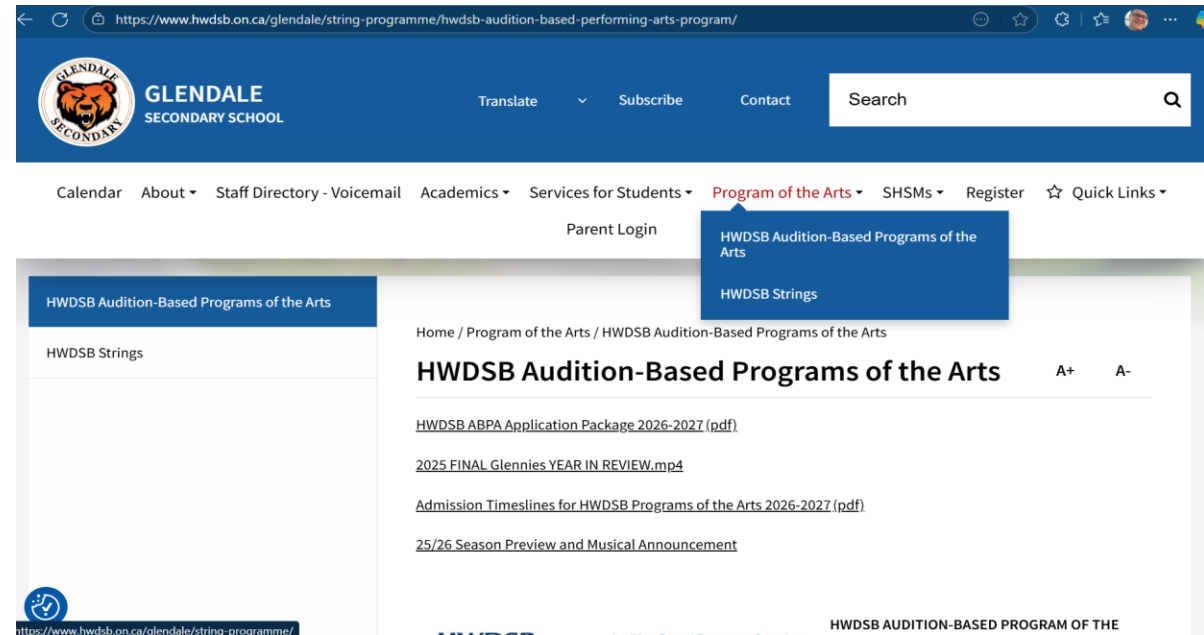 https://www.hwdsb.on.ca/glendale/string-programme/hwdsb-audition-based-performing-arts-program/
GLENDALE
SECONDARY
GLENDALE
SECONDARY SCHOOL
Translate
Subscribe
Contact
Search
Calendar About Staff Directory - Voicemail Academics Services for Students Program of the Arts SHSMs Register Quick Links
Parent Login
HWDSB Audition-Based Programs of the
Arts
HWDSB Strings
HWDSB Audition-Based Programs of the Arts
HWDSB Strings
Home / Program of the Arts / HWDSB Audition-Based Programs of the Arts
HWDSB Audition-Based Programs of the Arts
A+ A-
HWDSB ABPA Application Package 2026-2027 (pdf)
2025 FINAL Glennies YEAR IN REVIEW.mp4
Admission Timeslines for HWDSB Programs of the Arts 2026-2027 (pdf)
25/26 Season Preview and Musical Announcement
HWDSB AUDITION-BASED PROGRAM OF THE
HWDSB
https://www.hwdsb.on.ca/glendale/string-programme/